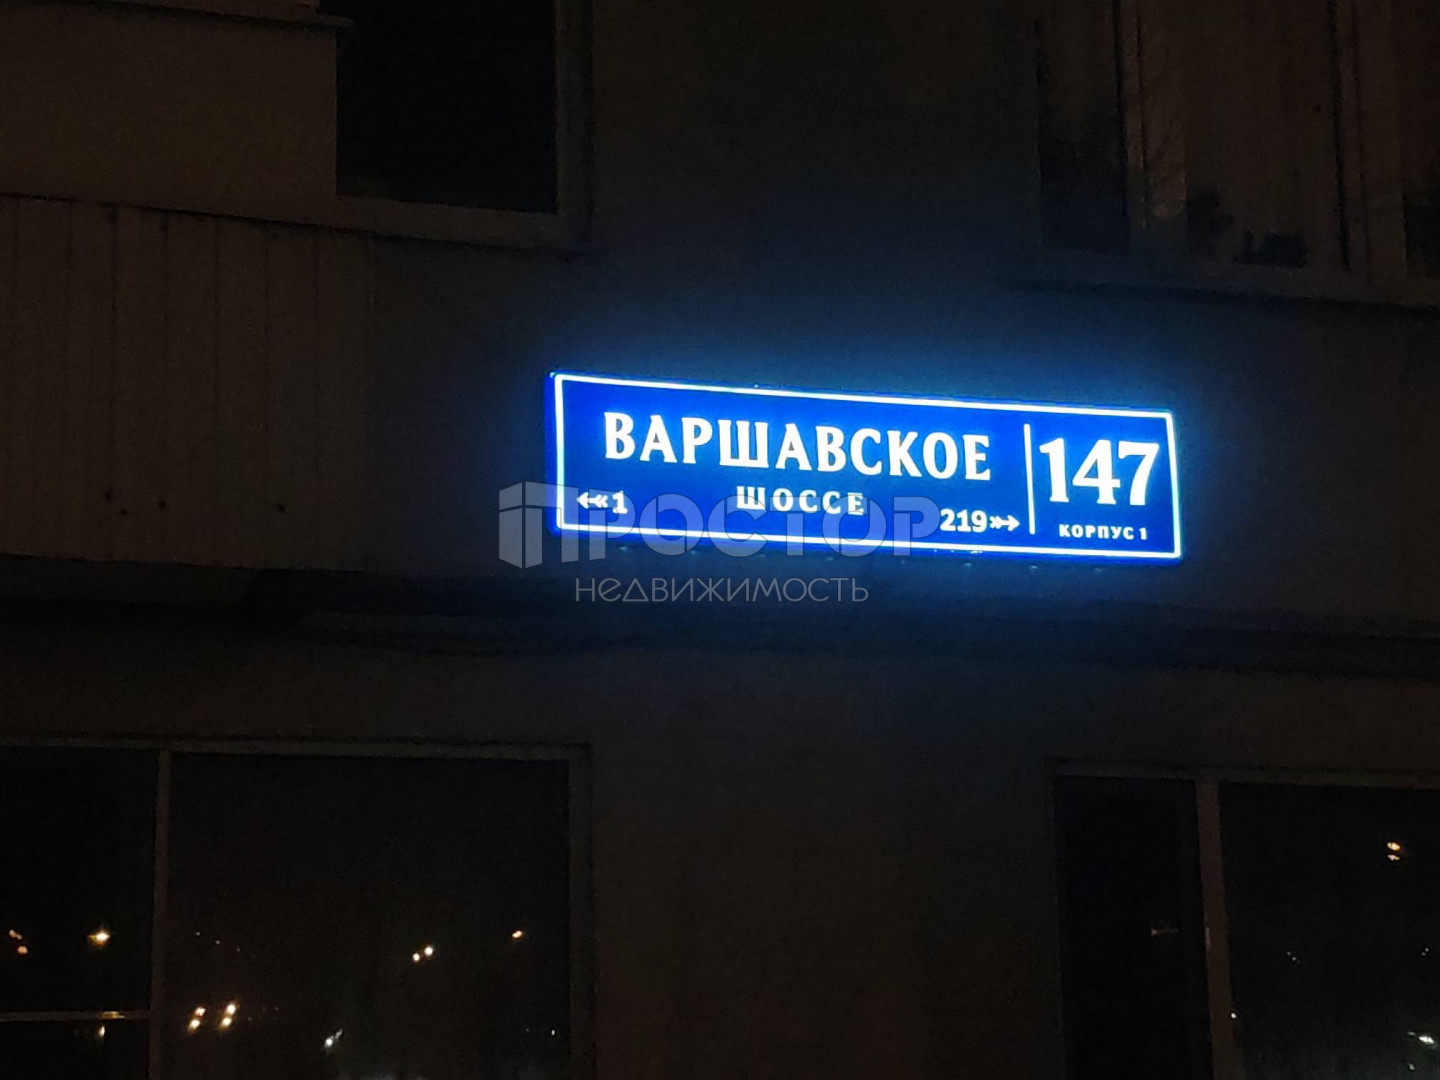 ВАРШАВСКОЕ
ШОССЕ
1
219
147
КОРПУС 1
ПРОСТОР
НЕДВИЖИМОСТЬ